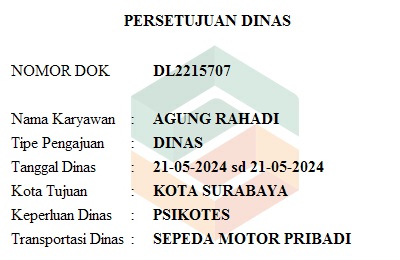 PERSETUJUAN DINAS
NOMOR DOK DL2215707
Nama Karyawan : AGUNG RAHADI
Tipe Pengajuan : DINAS
Tanggal Dinas : 21-05-2024 sd 21-05-2024
Kota Tujuan : KOTA SURABAYA
Keperluan Dinas : PSIKOTES
Transportasi Dinas : SEPEDA MOTOR PRIBADI